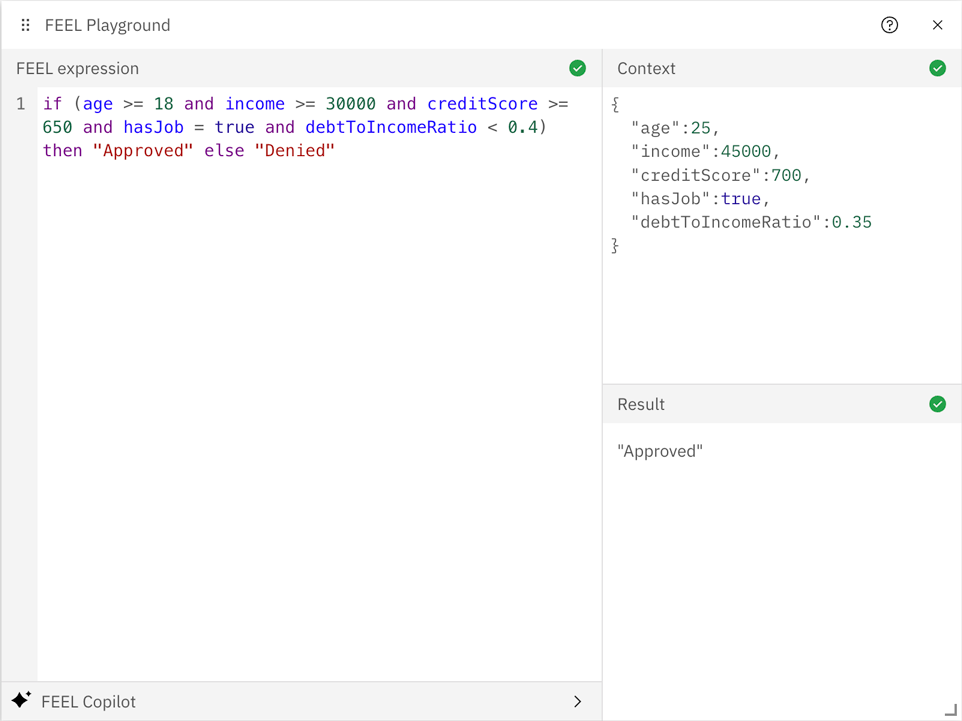 FEEL Playground
FEEL expression
1 if (age >= 18 and income >= 30000 and creditScore >=
650 and hasJob = true and debtToIncomeRatio < 0.4)
then "Approved" else "Denied"
FEEL Copilot
Context
{
"age":25,
"income":45000,
"creditScore":700,
"hasJob":true,
"debtToIncomeRatio":0.35
}
Result
"Approved"